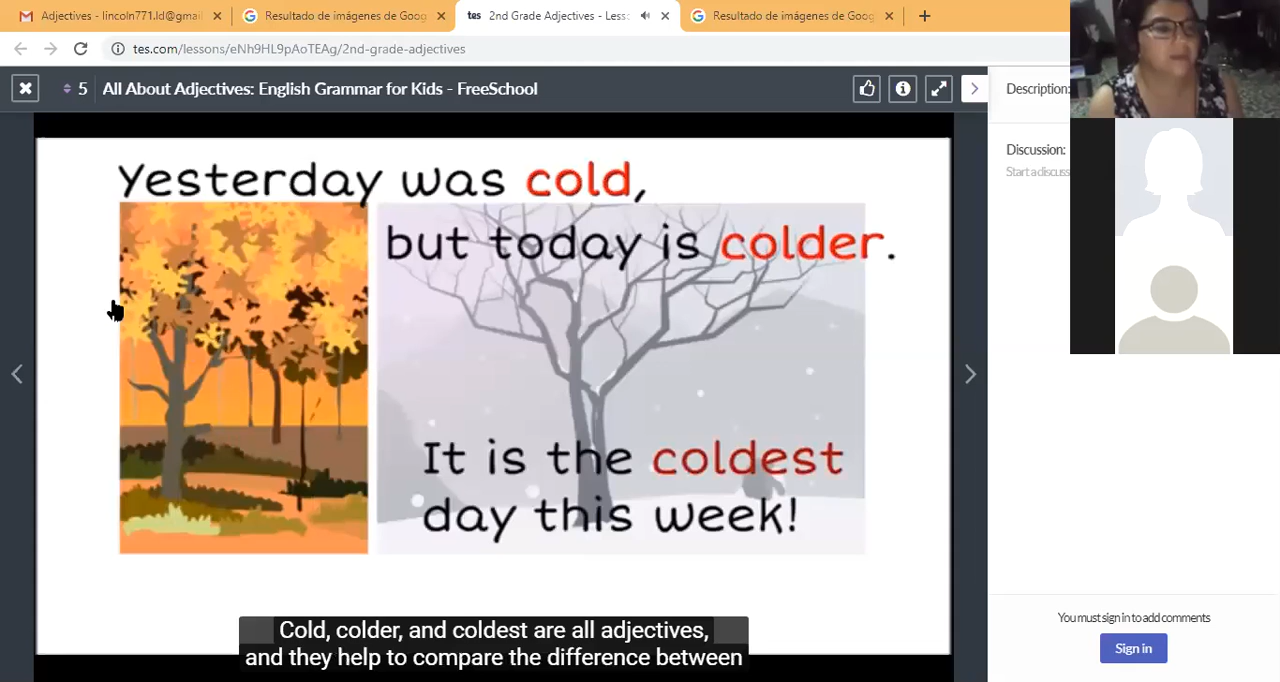 Adjectives - lincoln771.ld@gmai
Resultado de imágenes de Goog
tes 2nd Grade Adjectives - Less
Resultado de imágenes de Goog
tes.com/lessons/eNh9HL9pAoTEAg/2nd-grade-adjectives
5 All About Adjectives: English Grammar for Kids - FreeSchool
Description:
Discussion:
Start a discuss
Yesterday was cold,
but today is colder.
It is the coldest
day this week!
Cold, colder, and coldest are all adjectives,
and they help to compare the difference between
You must sign in to add comments
Sign in